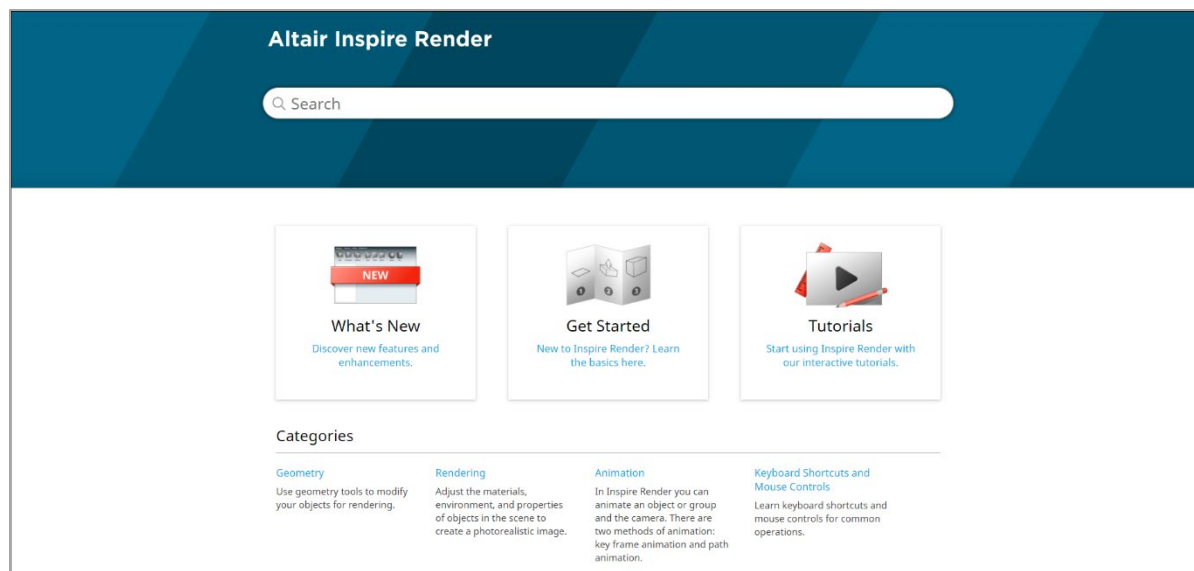 Altair Inspire Render
Search
NEW
What's New
Discover new features and
enhancements.
1 2 3
Get Started
New to Inspire Render? Learn
the basics here.
Tutorials
Start using Inspire Render with
our interactive tutorials.
Categories
Geometry
Use geometry tools to modify
your objects for rendering.
Rendering
Adjust the materials,
environment, and properties
of objects in the scene to
create a photorealistic image.
Animation
In Inspire Render you can
animate an object or group
and the camera. There are
two methods of animation:
key frame animation and path
animation.
Keyboard Shortcuts and
Mouse Controls
Learn keyboard shortcuts and
mouse controls for common
operations.